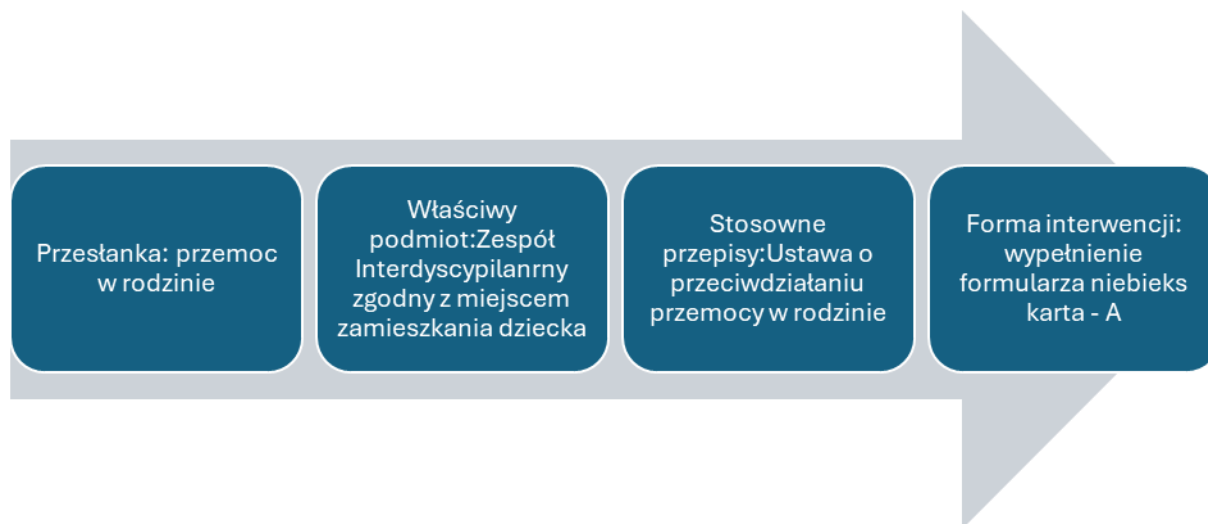 Przesłanka: przemoc
w rodzinie
Właściwy
podmiot:Zespół
Interdyscypilanrny
zgodny z miejscem
zamieszkania dziecka
Stosowne
przepisy:Ustawa o
przeciwdziałaniu
przemocy w rodzinie
Forma interwencji:
wypełnienie
formularza niebieks
karta - A